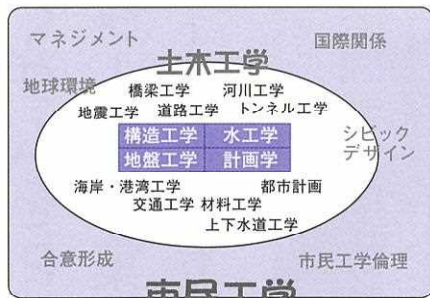 マネジメント 国際関係
土木工学
地球環境 橋梁工学 河川工学
地震工学 道路工学 トンネル工学
構造工学 水工学
地盤工学 計画学
シビック
デザイン
海岸・港湾工学 都市計画
交通工学 材料工学
上下水道工学
合意形成 市民工学倫理
市民工学